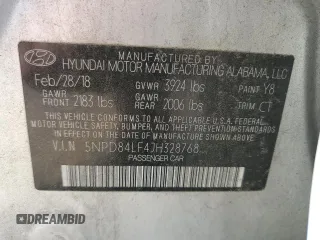 MANUFACTURED BY
HYUNDAI MOTOR MANUFACTURING ALABAMA, LLC
Feb/28/18 GVWR 3924 lbs PAINT Y8
GAWR FRONT 2183 lbs GAWR REAR 2006 lbs TRIM CT
THIS VEHICLE CONFORMS TO ALL APPLICABLE U.S.A FEDERAL
MOTOR VEHICLE SAFETY, BUMPER, AND THEFT PREVENTION
STANDARDS IN EFFECT ON THE DATE OF MANUFACTURE SHOWN ABOVE.
V.I.N 5NPD84LF4JH328768
PASSENGER CAR
© IAA/DREAMBID